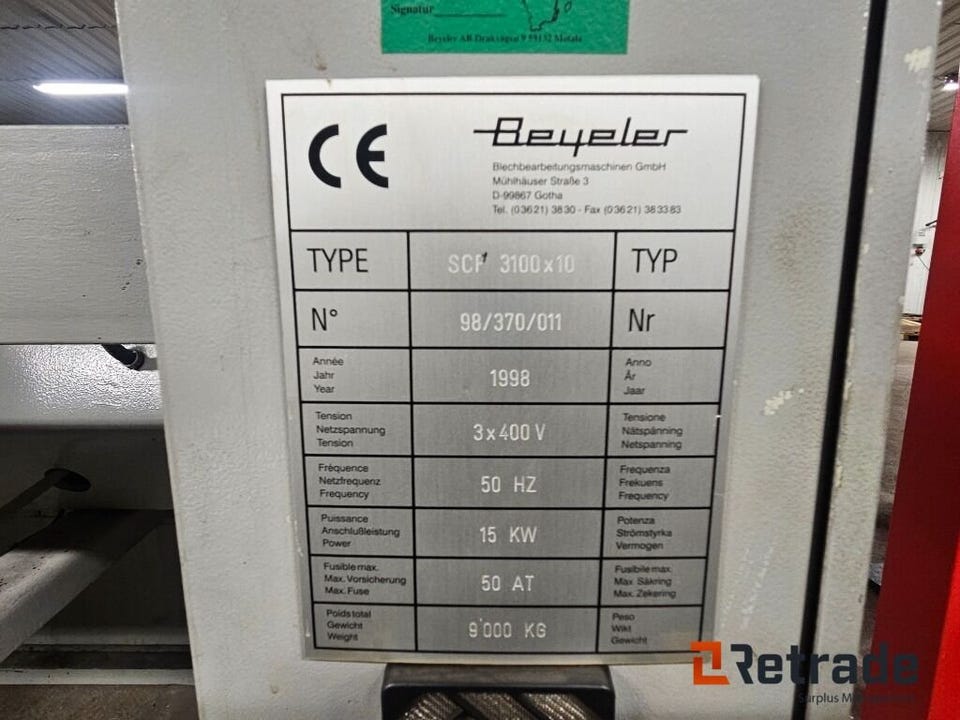 Signatur
Beyeler AB Draksgen 9 59152 Motala
CE
Beyeler
Blechbearbeitungsmaschinen GmbH
Mühlhäuser Straße 3
D-99867 Gotha
Tel. (03621) 3830 - Fax (03621) 383383
TYPE SCP 3100x10 TYP
N° 98/370/011 Nr
Année
Jahr
Year
1998
Anno
År
Jaar
Tension
Netzspannung
Tension
3x400 V
Tensione
Nätspänning
Netspanning
Fréquence
Netzfrequenz
Frequency
50 HZ
Frequenza
Frekuens
Frequency
Puissance
Anschlußleistung
Power
15 KW
Potenza
Strömstyrka
Vermogen
Fusible max.
Max. Vorsicherung
Max. Fuse
50 AT
Fusibile max.
Max. Säkring
Max. Zekering
Poids total
Gewicht
Weight
9'000 KG
Peso
Wikt
Gewicht
Retrade
Surplus Management